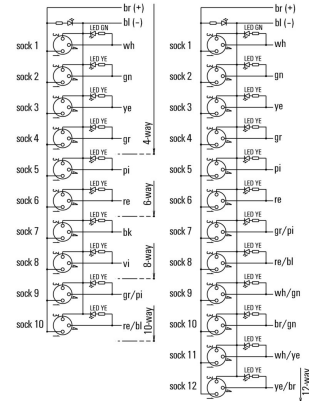 br (+)
bl (–)
LED GN
sock 1
wh
LED YE
sock 2
gn
LED YE
sock 3
ye
LED YE
sock 4
gr
4-way
LED YE
sock 5
pi
LED YE
sock 6
re
6-way
LED YE
sock 7
bk
LED YE
sock 8
vi
8-way
LED YE
sock 9
gr/pi
LED YE
sock 10
re/bl
10-way
br (+)
bl (–)
LED GN
sock 1
wh
LED YE
sock 2
gn
LED YE
sock 3
ye
LED YE
sock 4
gr
LED YE
sock 5
pi
LED YE
sock 6
re
LED YE
sock 7
gr/pi
LED YE
sock 8
re/bl
LED YE
sock 9
wh/gn
LED YE
sock 10
br/gn
LED YE
sock 11
wh/ye
LED YE
sock 12
ye/br
12-way